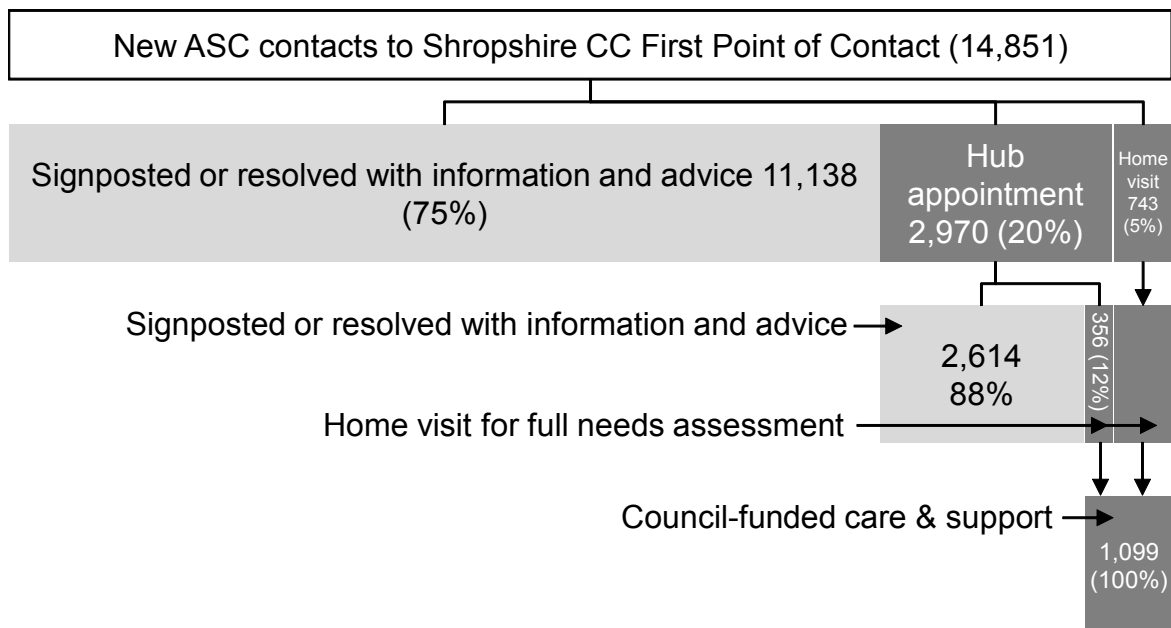 New ASC contacts to Shropshire CC First Point of Contact (14,851)
Signposted or resolved with information and advice 11,138
(75%)
Hub
appointment
2,970 (20%)
Home
visit
743
(5%)
Signposted or resolved with information and advice
2,614
88%
356 (12%)
Home visit for full needs assessment
Council-funded care & support
1,099
(100%)